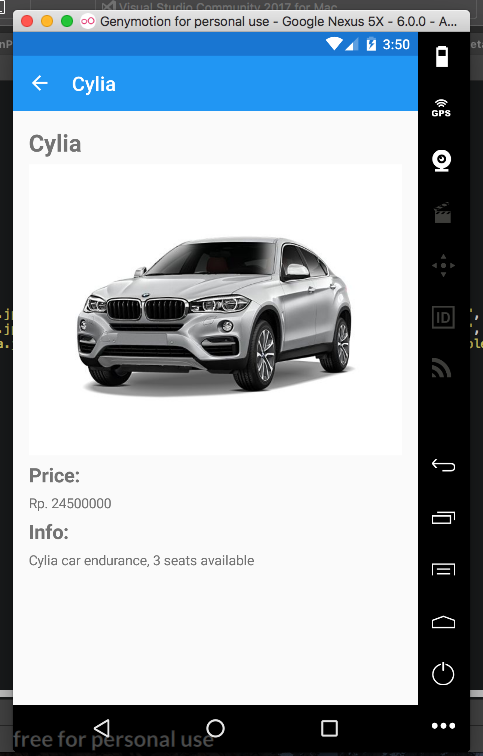 Visual Studio Community 2017 for Mac
Genymotion for personal use - Google Nexus 5X - 6.0.0 - A...
3:50
Cylia
GPS
Cylia
ID
Price:
Rp. 24500000
Info:
Cylia car endurance, 3 seats available
free for personal use